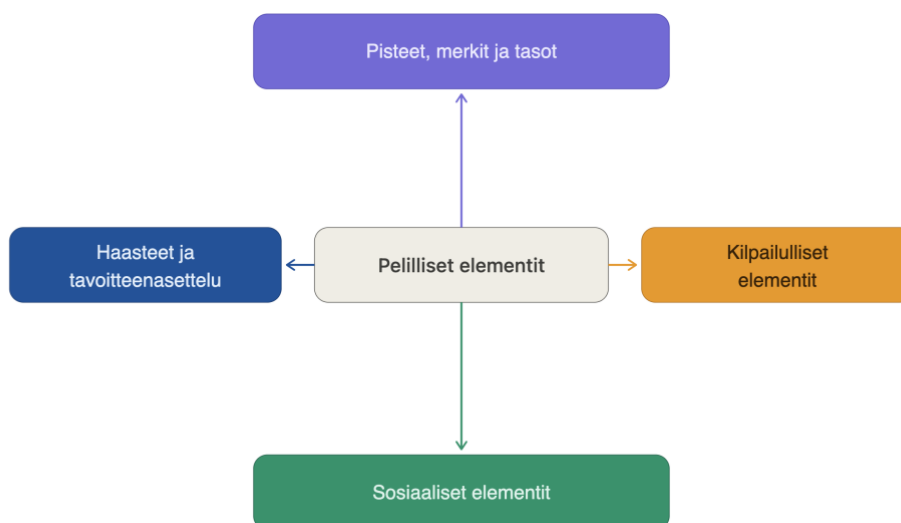 Pisteet, merkit ja tasot
Haasteet ja
tavoitteenasettelu
Pelilliset elementit
Kilpailulliset
elementit
Sosiaaliset elementit